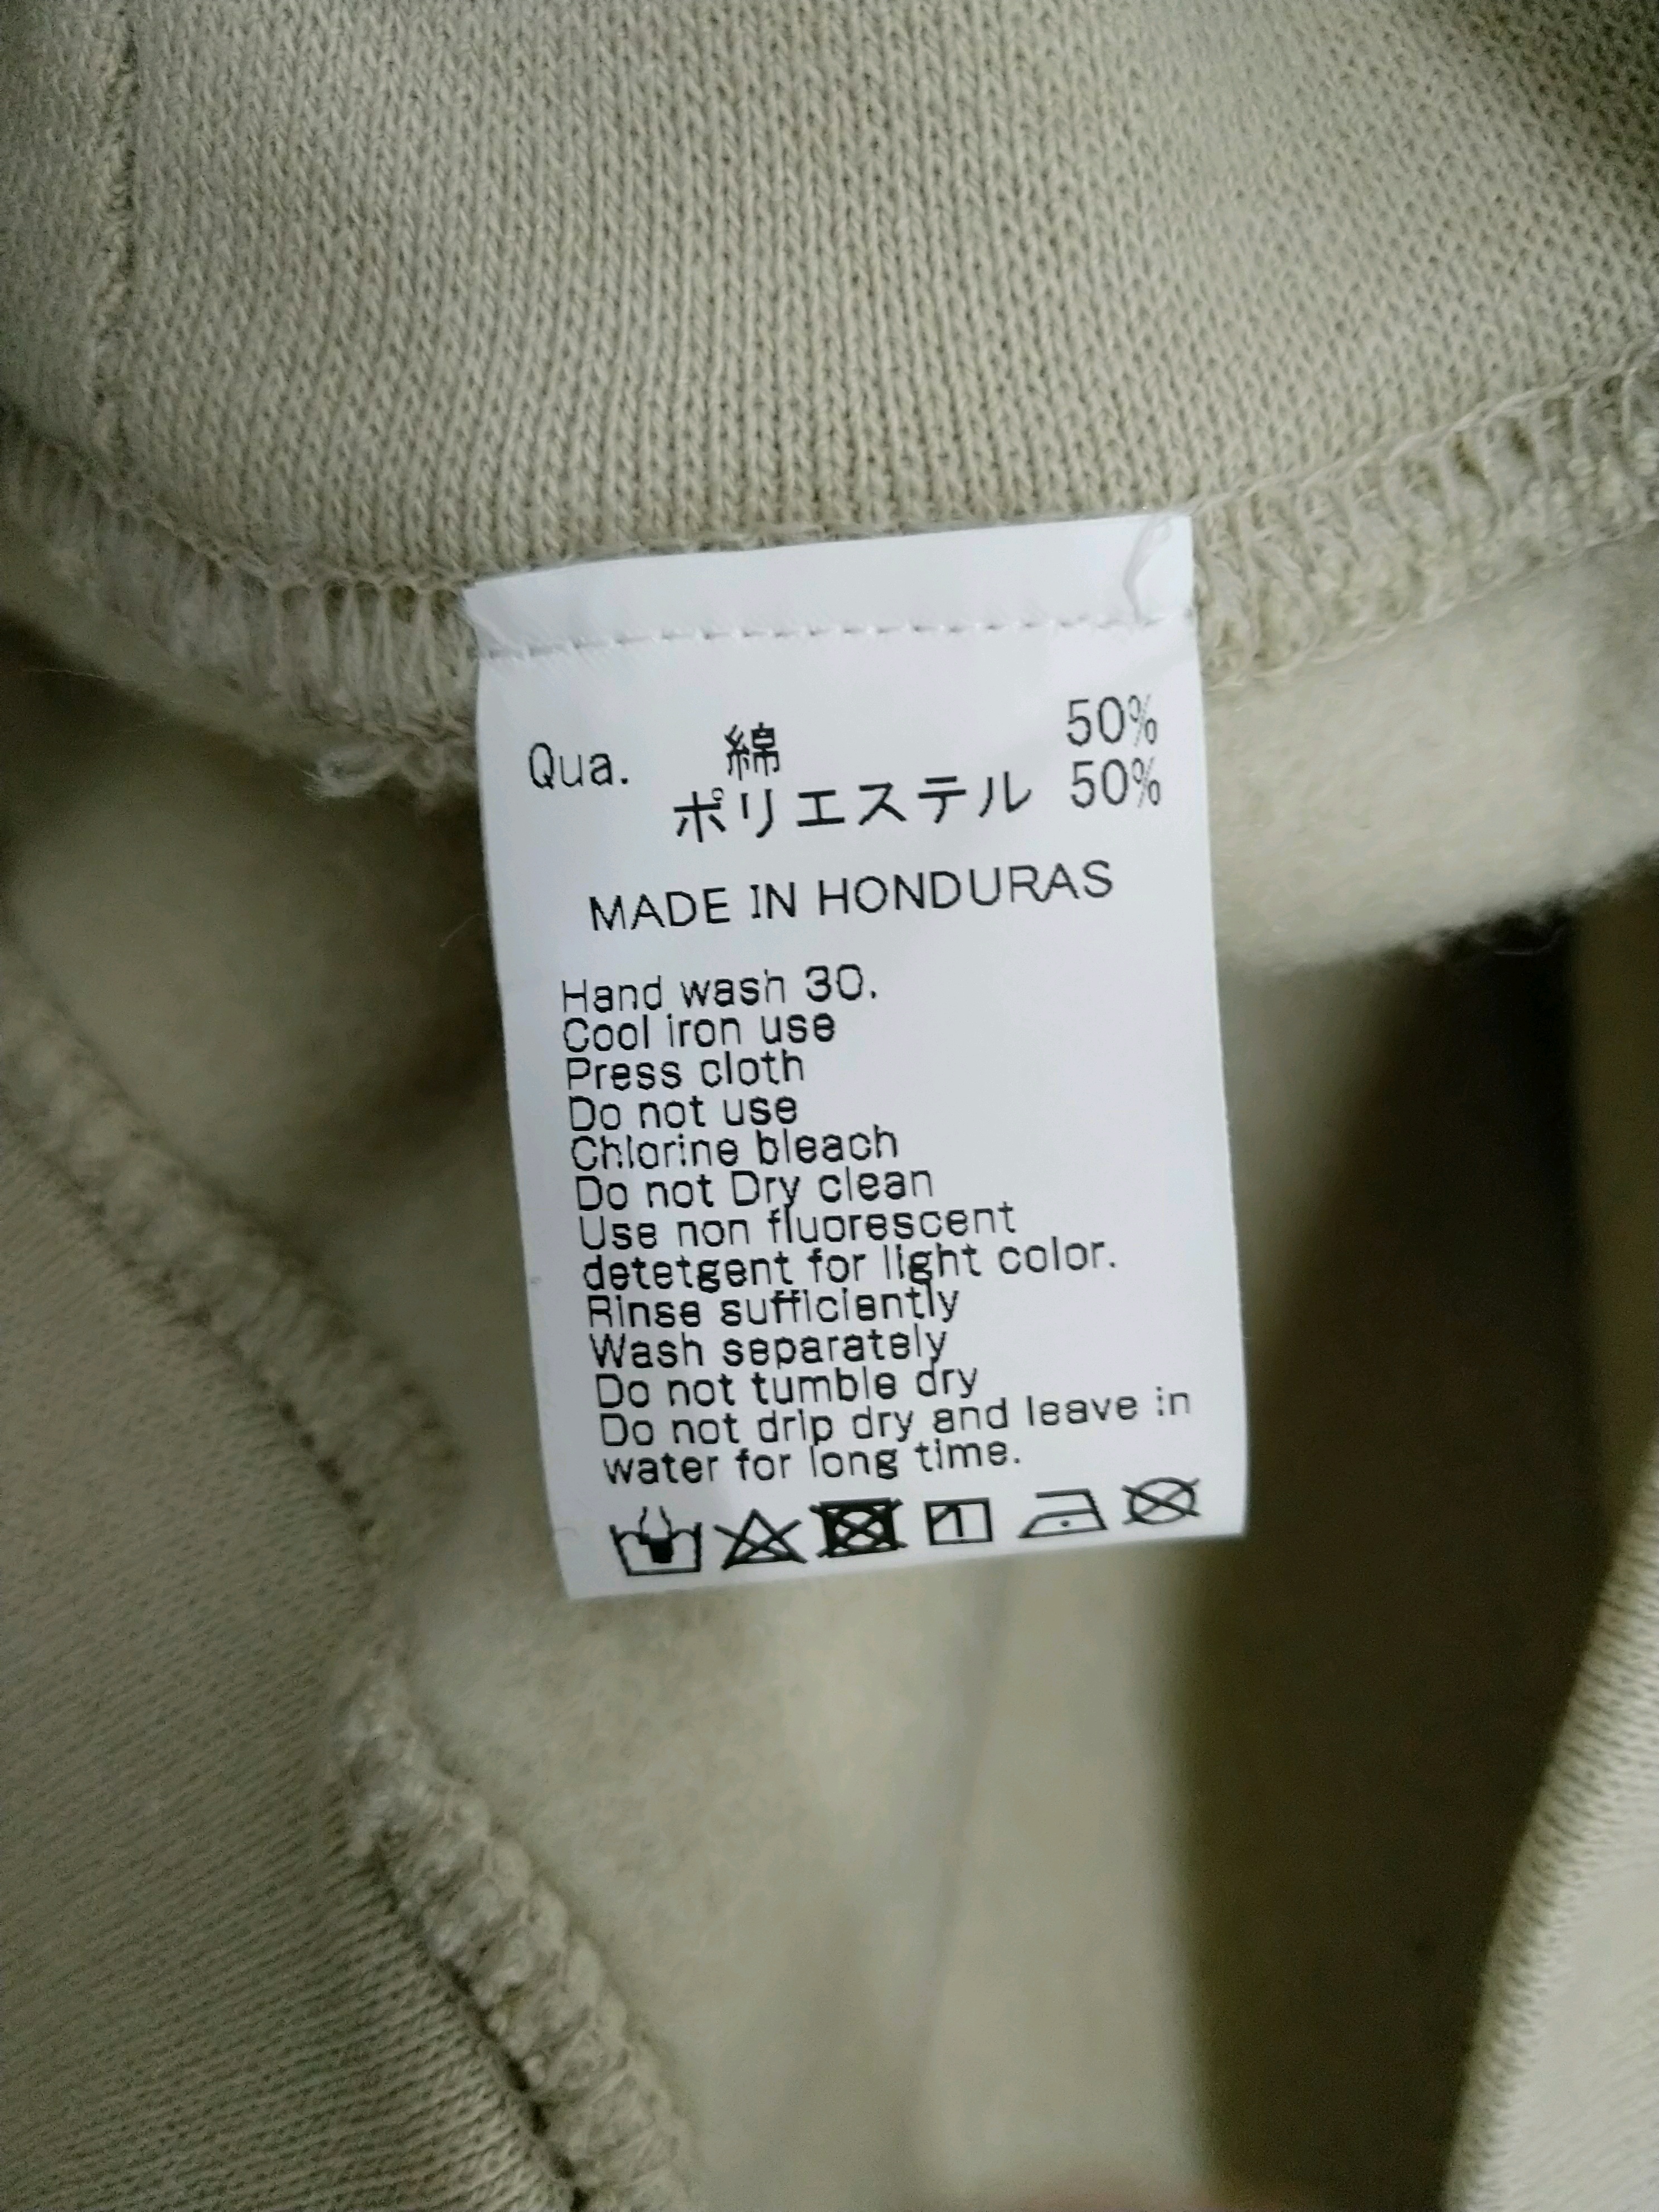 Qua. 綿 50%
ポリエステル 50%
MADE IN HONDURAS
Hand wash 30.
Cool iron use
Press cloth
Do not use
Chlorine bleach
Do not Dry clean
Use non fluorescent
detetgent for light color.
Rinse sufficiently
Wash separately
Do not tumble dry
Do not drip dry and leave in
water for long time.